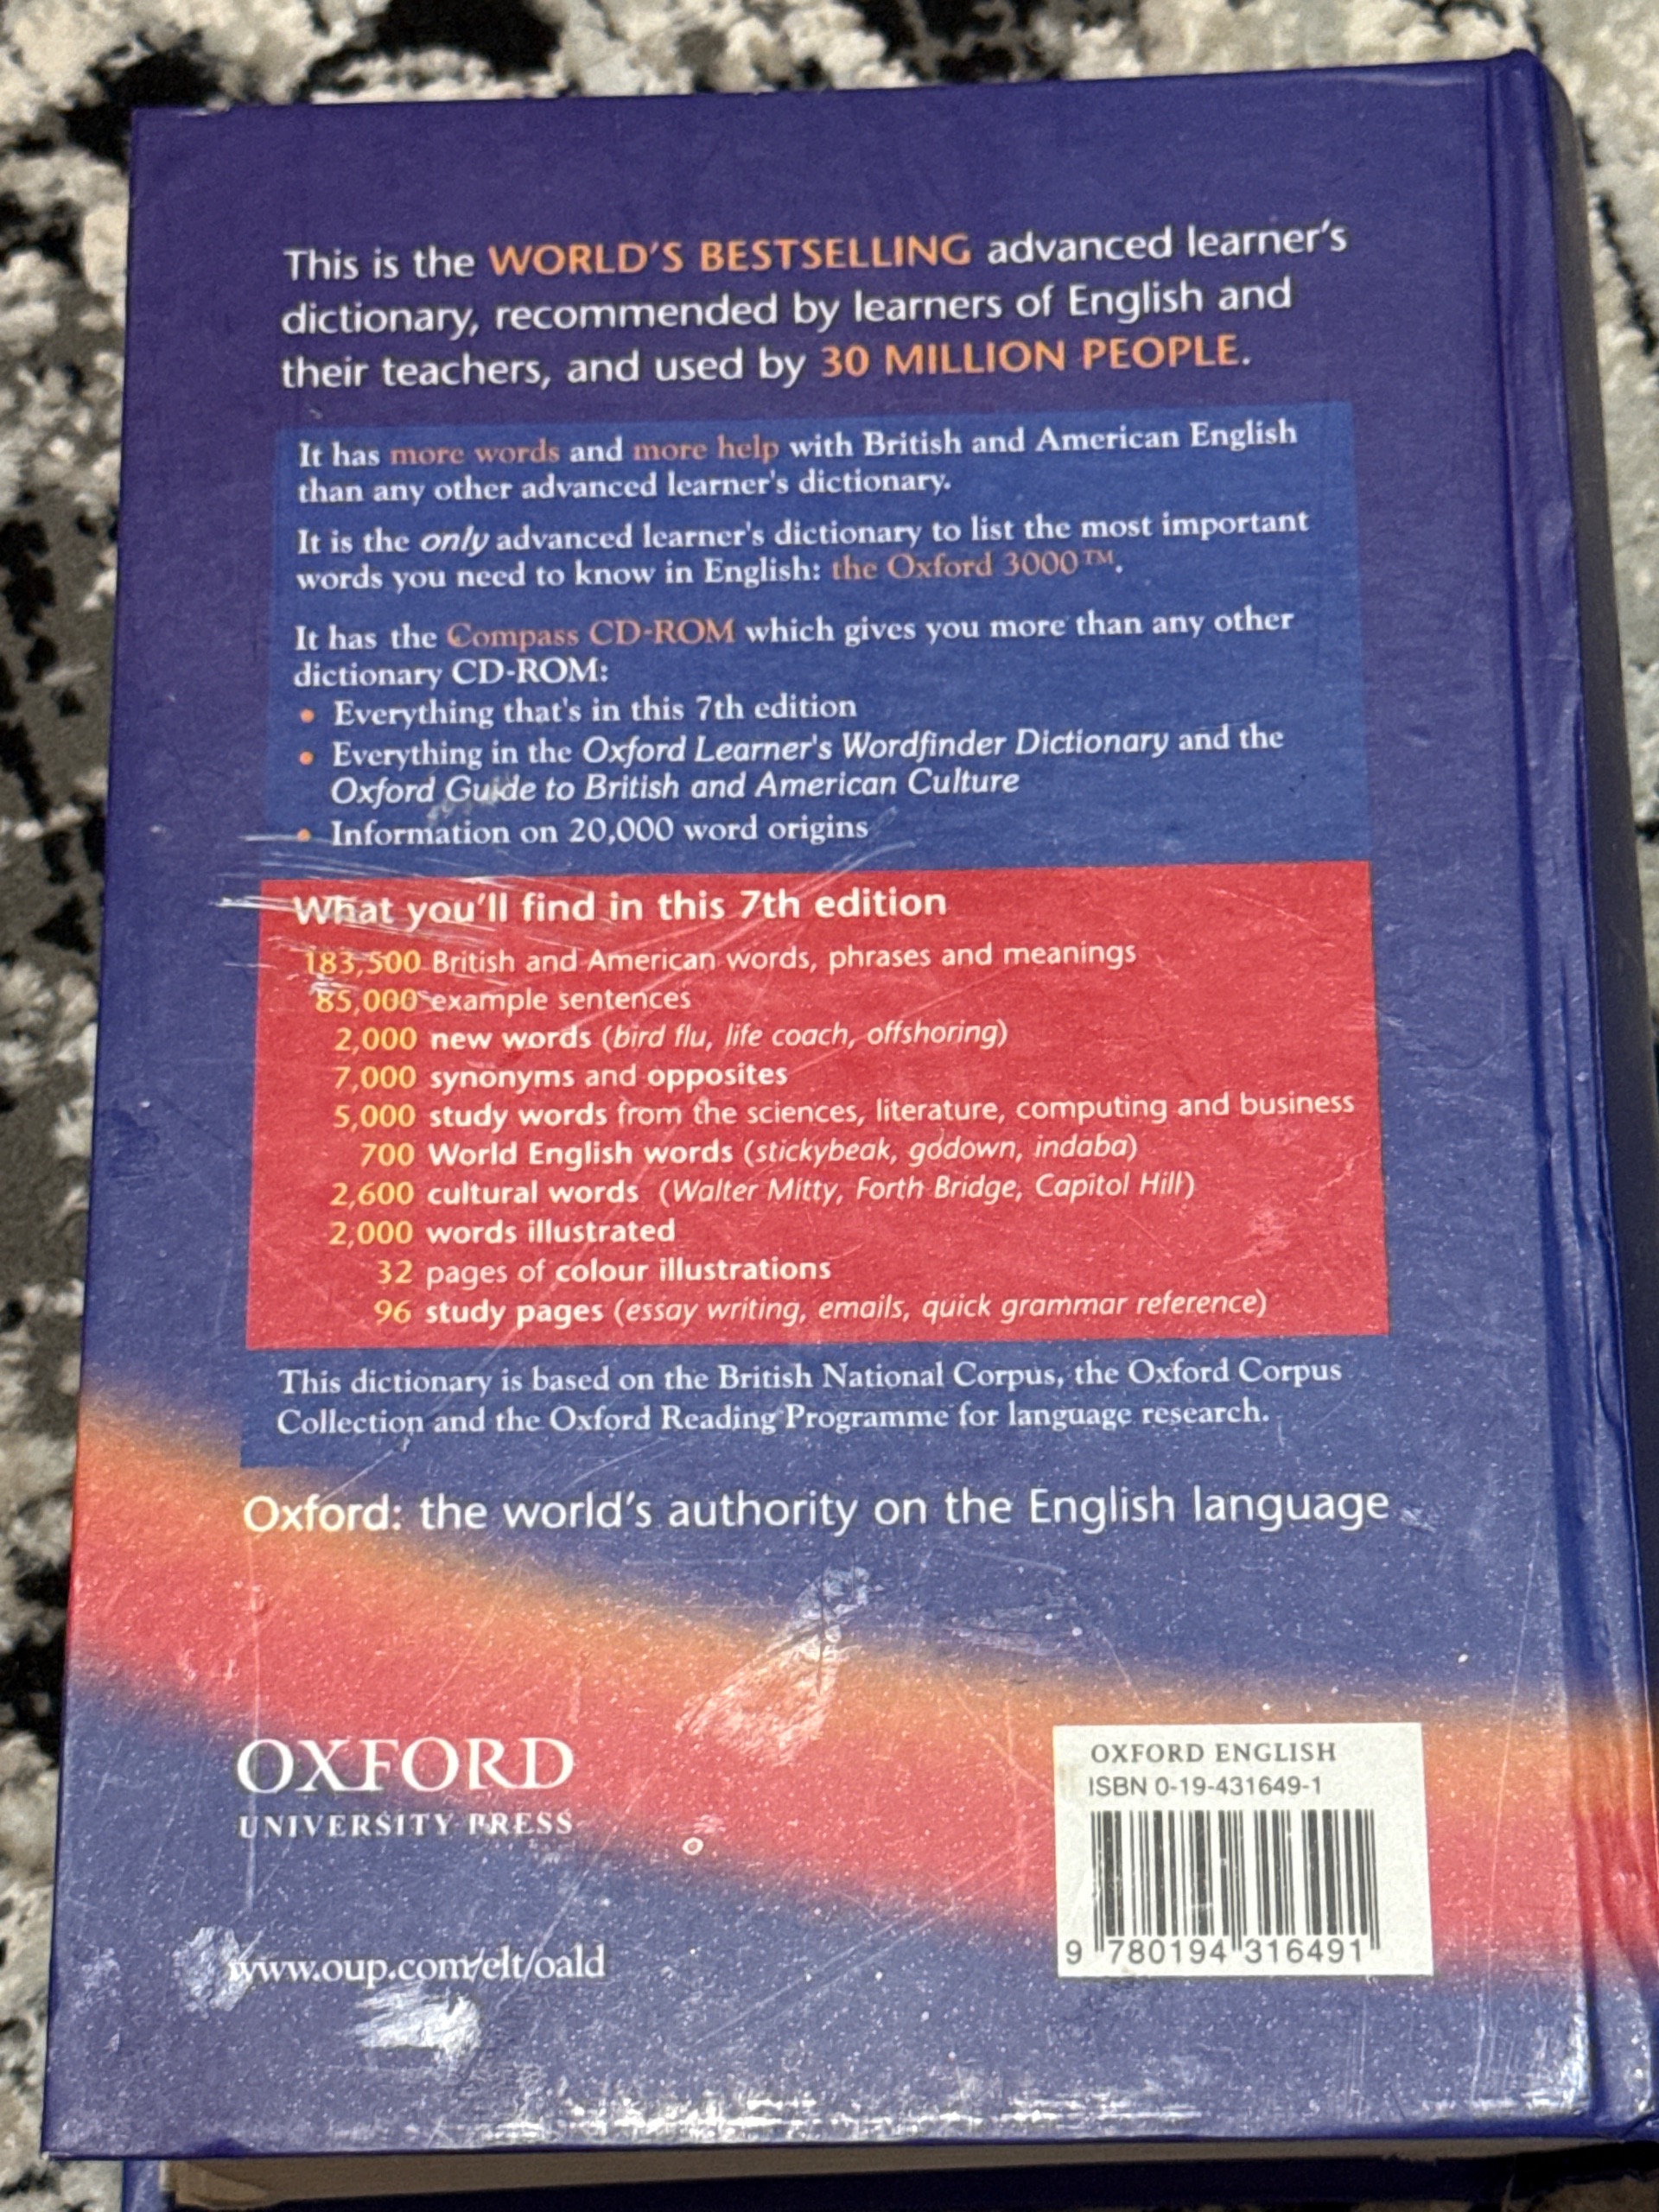 This is the WORLD'S BESTSELLING advanced learner's
dictionary, recommended by learners of English and
their teachers, and used by 30 MILLION PEOPLE.
It has more words and more help with British and American English
than any other advanced learner's dictionary.
It is the only advanced learner's dictionary to list the most important
words you need to know in English: the Oxford 3000™.
It has the Compass CD-ROM which gives you more than any other
dictionary CD-ROM:
• Everything that's in this 7th edition
• Everything in the Oxford Learner's Wordfinder Dictionary and the
Oxford Guide to British and American Culture
• Information on 20,000 word origins
What you'll find in this 7th edition
183,500 British and American words, phrases and meanings
85,000 example sentences
2,000 new words (bird flu, life coach, offshoring)
7,000 synonyms and opposites
5,000 study words from the sciences, literature, computing and business
700 World English words (stickybeak, godown, indaba)
2,600 cultural words (Walter Mitty, Forth Bridge, Capitol Hill)
2,000 words illustrated
32 pages of colour illustrations
96 study pages (essay writing, emails, quick grammar reference)
This dictionary is based on the British National Corpus, the Oxford Corpus
Collection and the Oxford Reading Programme for language research.
Oxford: the world's authority on the English language
OXFORD
UNIVERSITY PRESS
www.oup.com/elt/oald
OXFORD ENGLISH
ISBN 0-19-431649-1
9 780194 316491